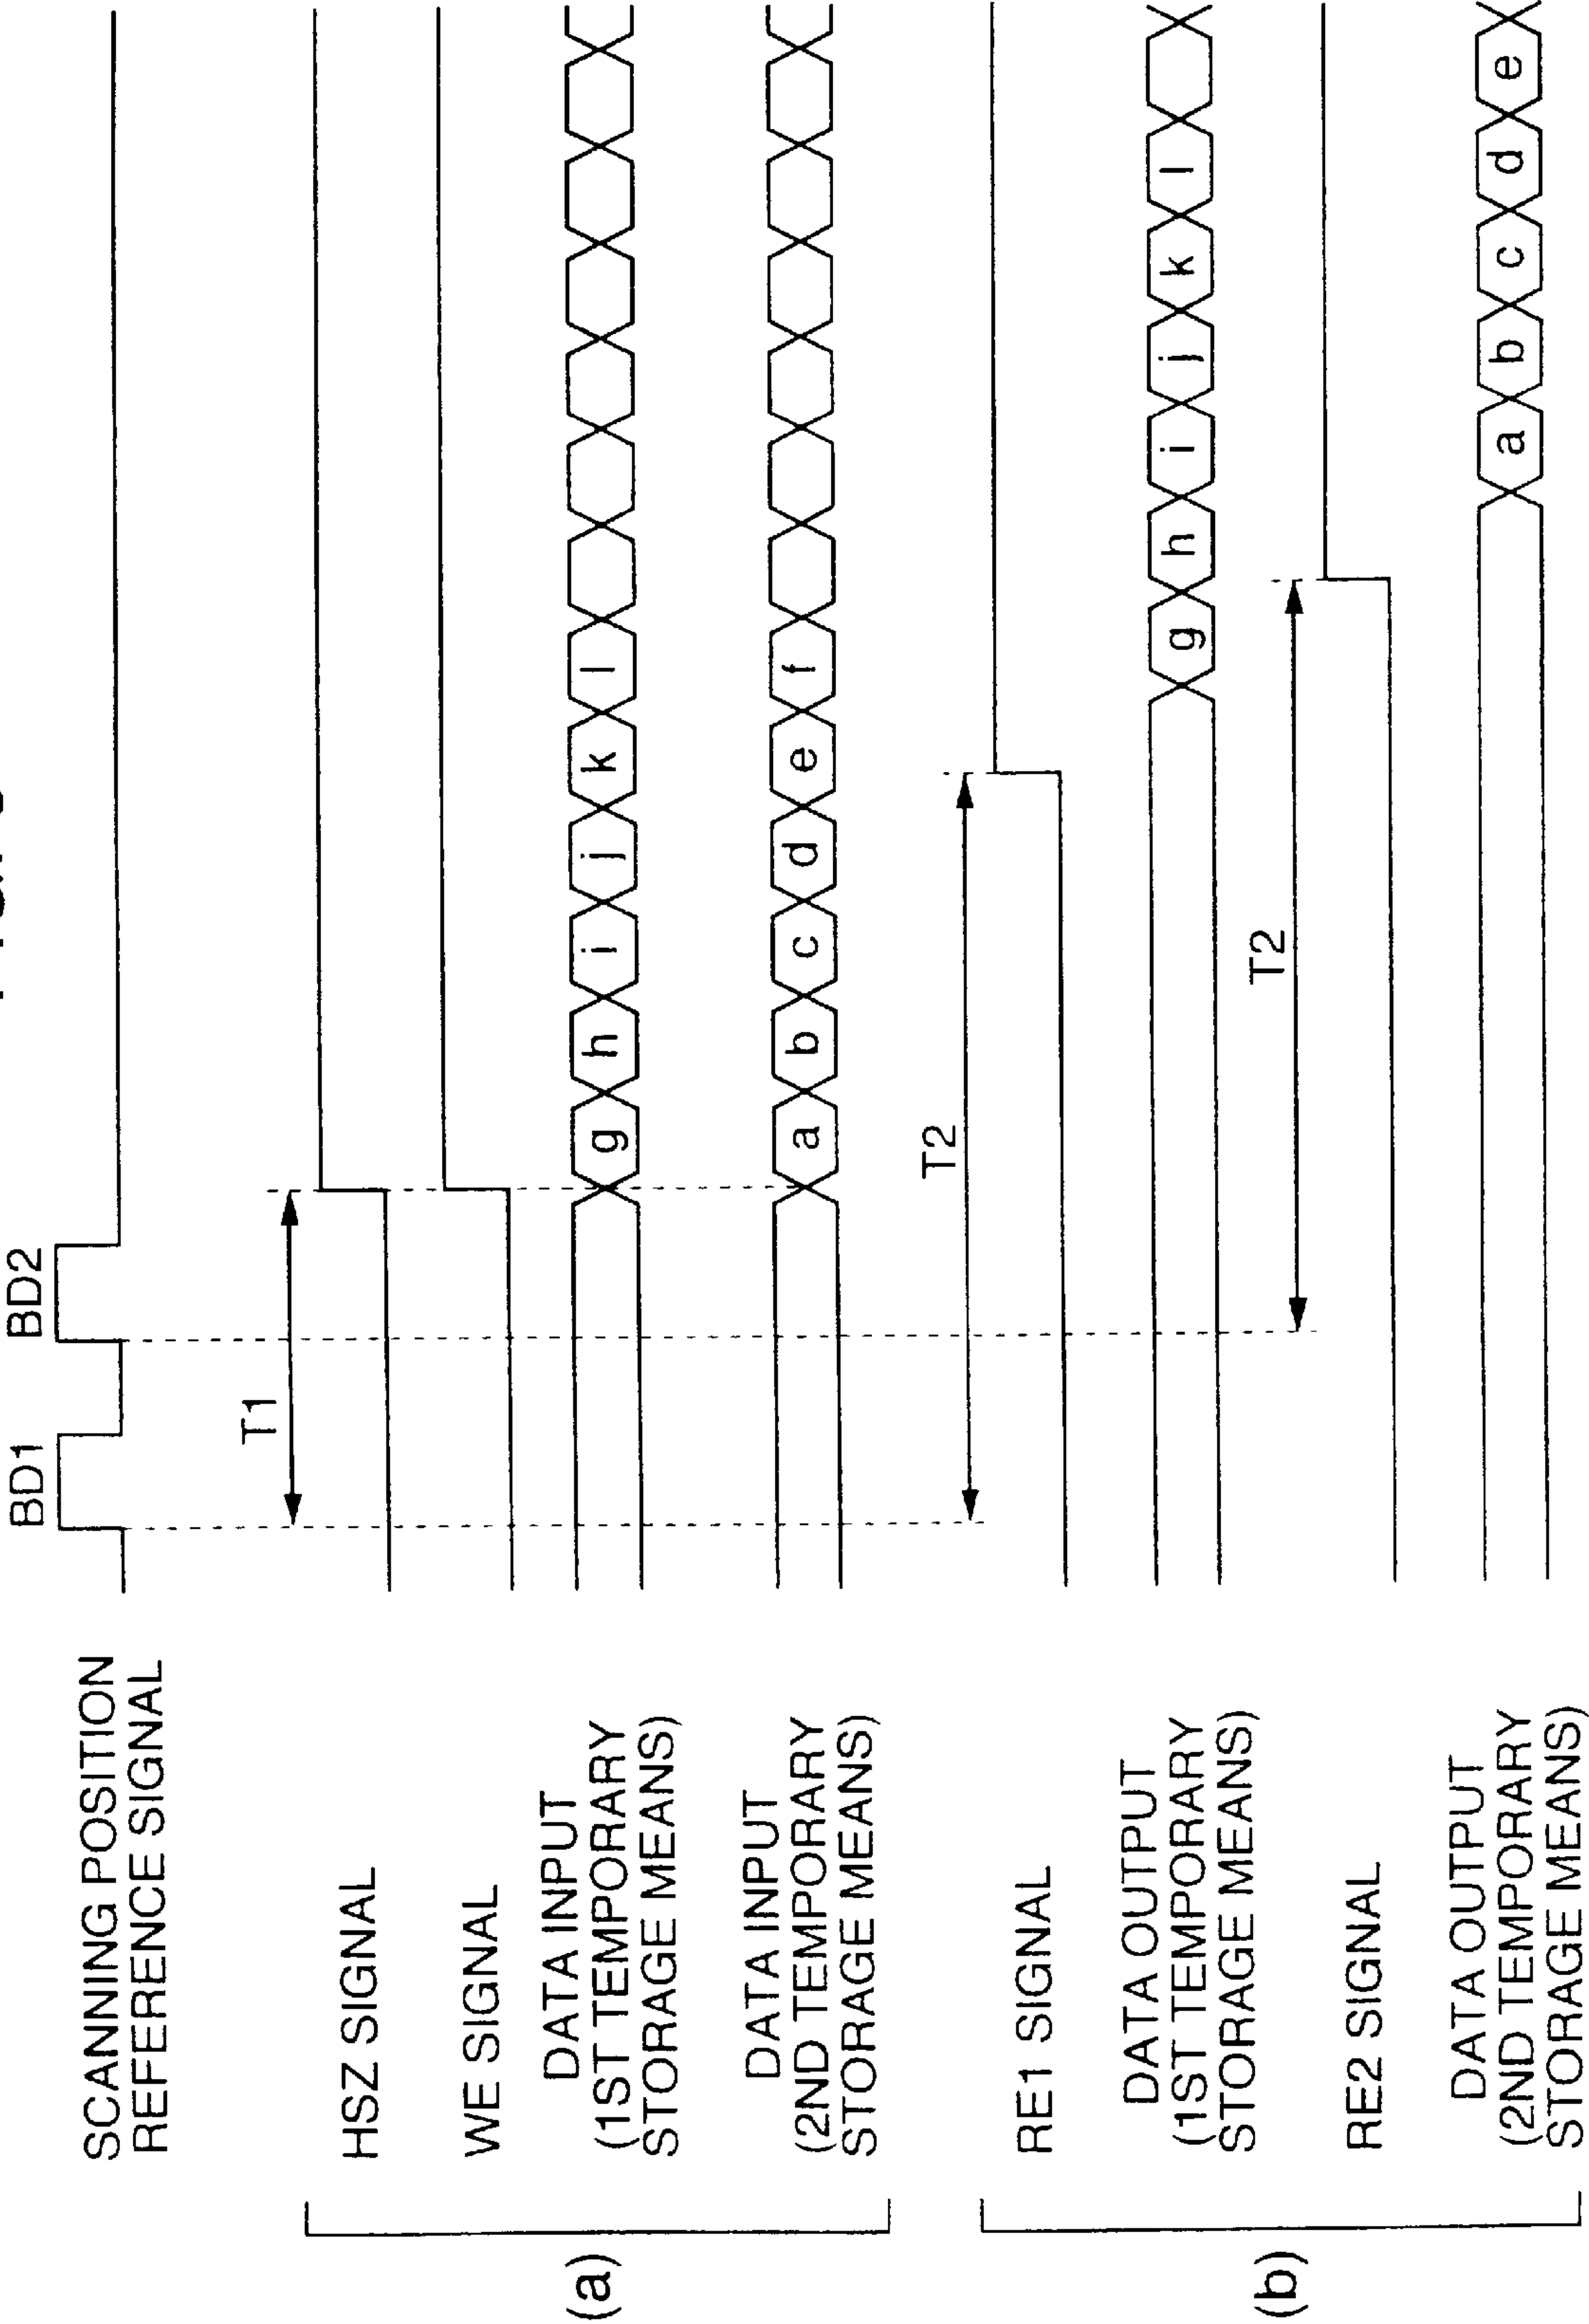 BD1 BD2
SCANNING POSITION
REFERENCE SIGNAL
T1
HSZ SIGNAL
WE SIGNAL
DATA INPUT
(1ST TEMPORARY
STORAGE MEANS)
g h i j k l
DATA INPUT
(2ND TEMPORARY
STORAGE MEANS)
a b c d e f
(a)
T2
RE1 SIGNAL
DATA OUTPUT
(1ST TEMPORARY
STORAGE MEANS)
g h i j k l
T2
RE2 SIGNAL
DATA OUTPUT
(2ND TEMPORARY
STORAGE MEANS)
a b c d e
(b)